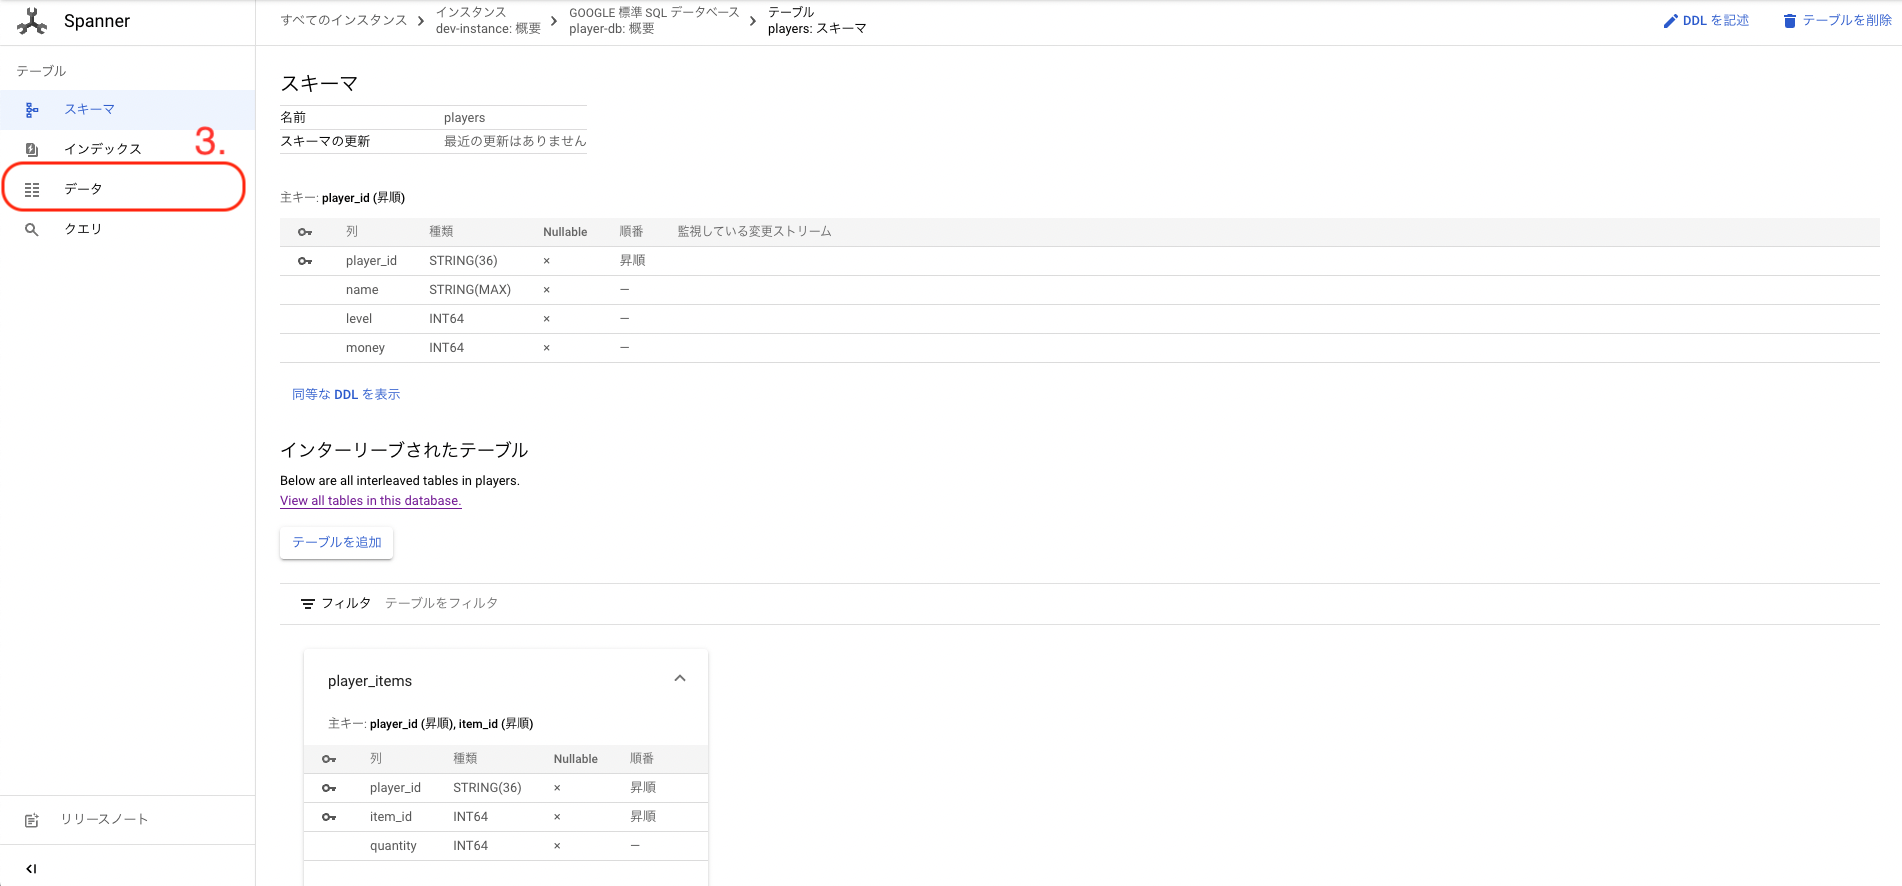 Spanner
すべてのインスタンス
インスタンス
dev-instance: 概要
GOOGLE 標準 SQL データベース
player-db: 概要
テーブル
players: スキーマ
DDL を記述
テーブルを削除
テーブル
スキーマ
インデックス
3.
データ
クエリ
リリースノート
スキーマ
名前 players
スキーマの更新 最近の更新はありません
主キー: player_id (昇順)
列 種類 Nullable 順番 監視している変更ストリーム
player_id STRING(36) × 昇順
name STRING(MAX) × —
level INT64 × —
money INT64 × —
同等な DDL を表示
インターリーブされたテーブル
Below are all interleaved tables in players.
View all tables in this database.
テーブルを追加
フィルタ テーブルをフィルタ
player_items
主キー: player_id (昇順), item_id (昇順)
列 種類 Nullable 順番
player_id STRING(36) × 昇順
item_id INT64 × 昇順
quantity INT64 × —